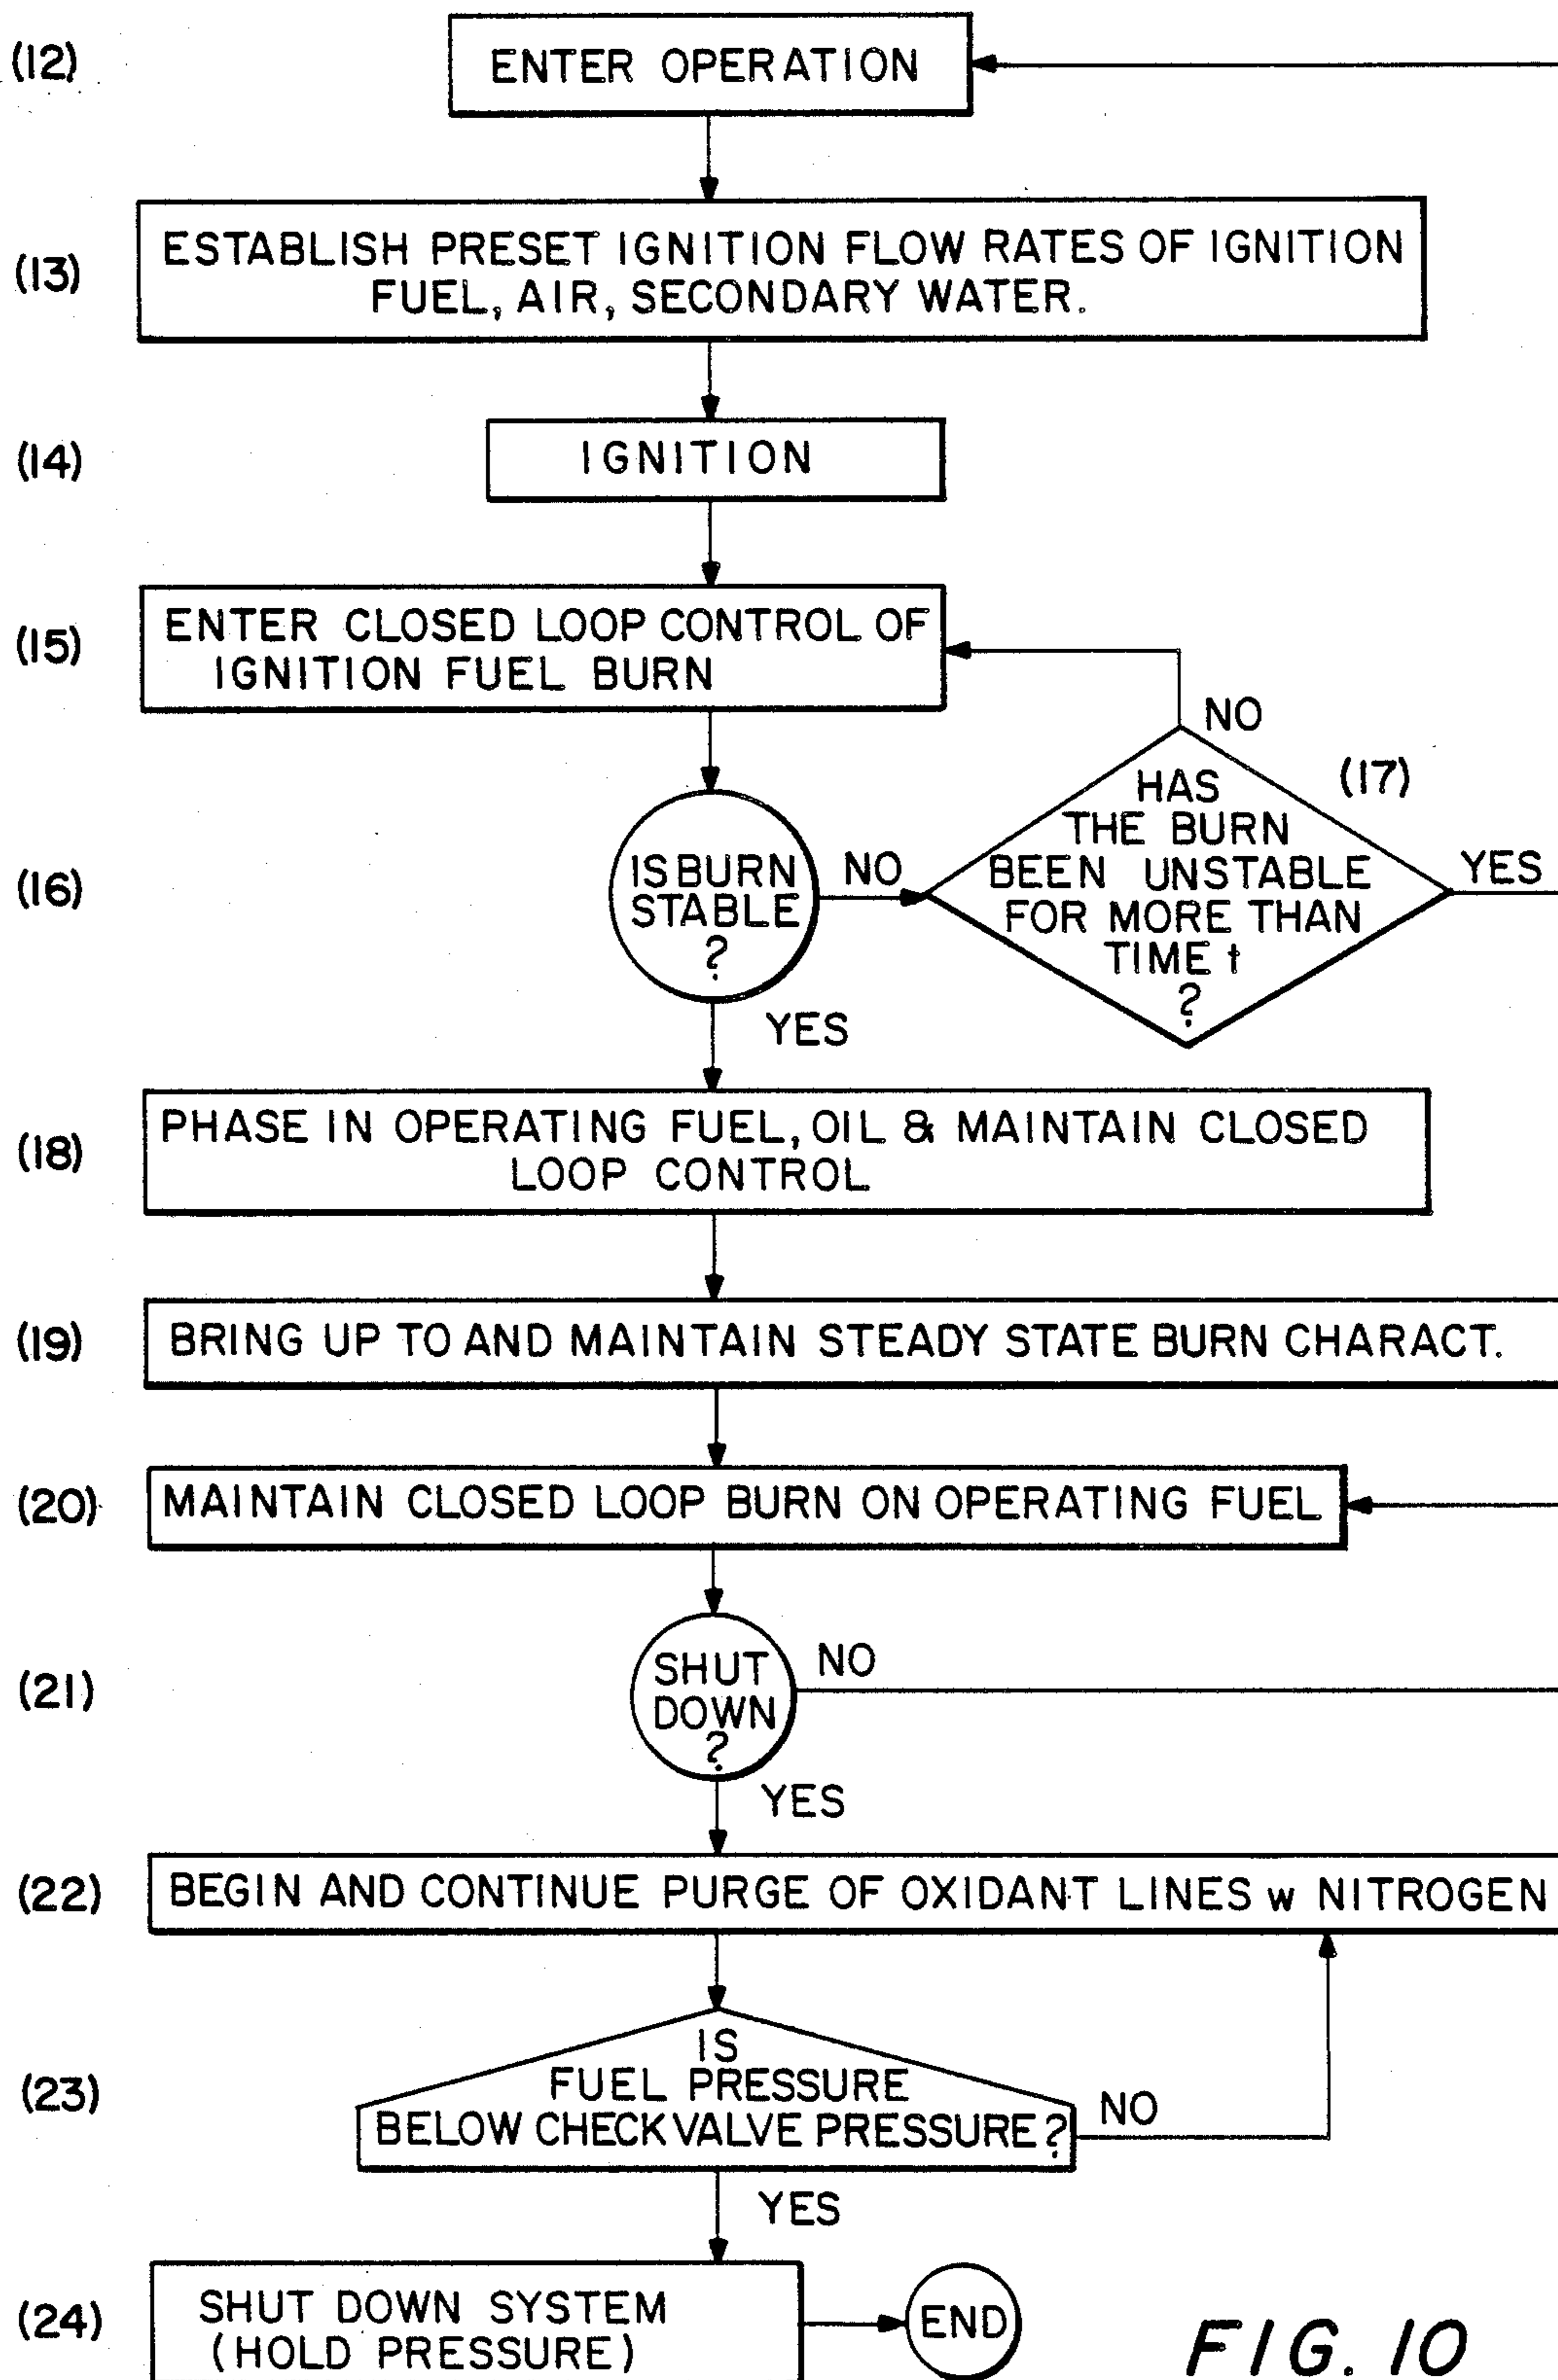 (12)
ENTER OPERATION
(13)
ESTABLISH PRESET IGNITION FLOW RATES OF IGNITION
FUEL, AIR, SECONDARY WATER.
(14)
IGNITION
(15)
ENTER CLOSED LOOP CONTROL OF
IGNITION FUEL BURN
NO
(17)
HAS
THE BURN
BEEN UNSTABLE
FOR MORE THAN
TIME t
?
YES
(16)
IS BURN
STABLE
?
NO
YES
(18)
PHASE IN OPERATING FUEL, OIL & MAINTAIN CLOSED
LOOP CONTROL
(19)
BRING UP TO AND MAINTAIN STEADY STATE BURN CHARACT.
(20)
MAINTAIN CLOSED LOOP BURN ON OPERATING FUEL
(21)
SHUT
DOWN
?
NO
YES
(22)
BEGIN AND CONTINUE PURGE OF OXIDANT LINES w NITROGEN
(23)
IS
FUEL PRESSURE
BELOW CHECK VALVE PRESSURE?
NO
YES
(24)
SHUT DOWN SYSTEM
(HOLD PRESSURE)
END
FIG. 10